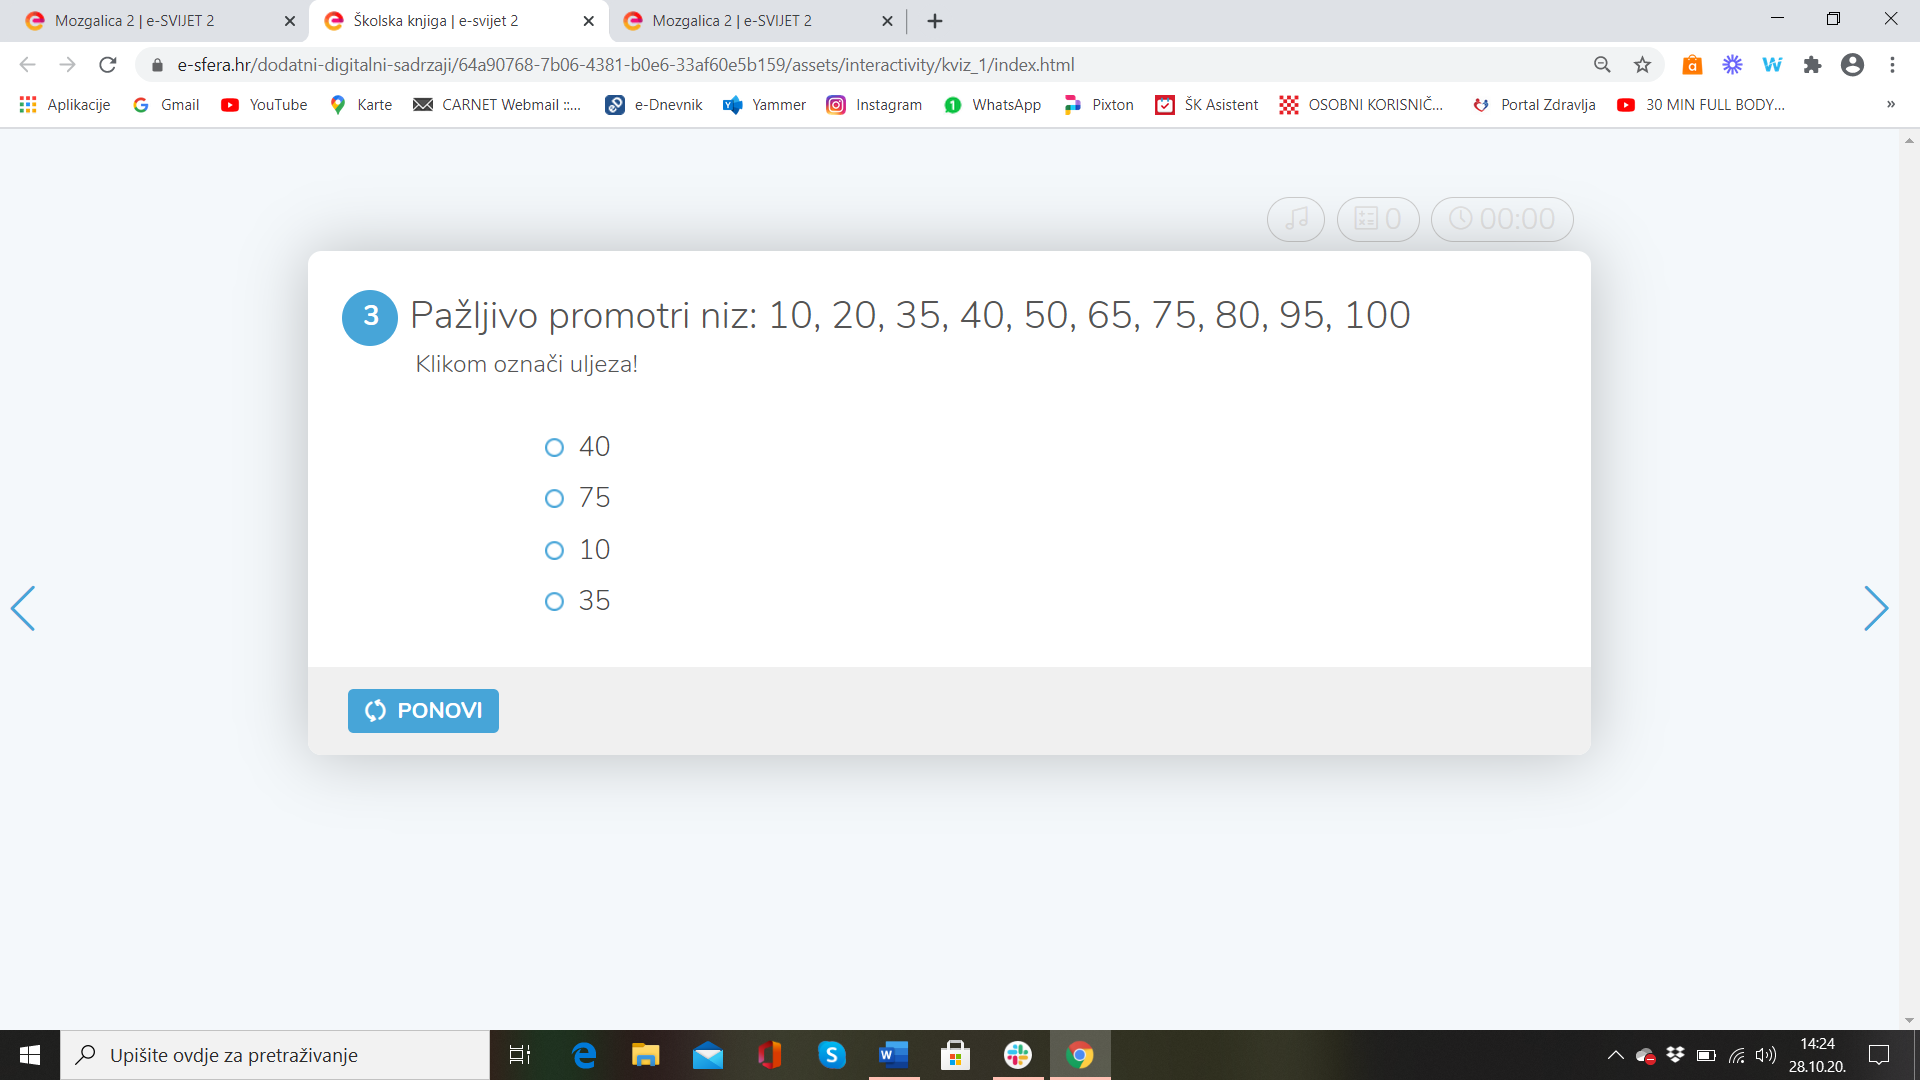 Mozgalica 2 | e-SVIJET 2
Školska knjiga | e-svijet 2
Mozgalica 2 | e-SVIJET 2
e-sfera.hr/dodatni-digitalni-sadrzaji/64a90768-7b06-4381-b0e6-33af60e5b159/assets/interactivity/kviz_1/index.html
Aplikacije Gmail YouTube Karte CARNET Webmail ::... e-Dnevnik Yammer Instagram WhatsApp Pixton ŠK Asistent OSOBNI KORISNIČ... Portal Zdravlja 30 MIN FULL BODY... »
0 00:00
3 Pažljivo promotri niz: 10, 20, 35, 40, 50, 65, 75, 80, 95, 100
Klikom označi uljeza!
40
75
10
35
PONOVI
Upišite ovdje za pretraživanje
14:24
28.10.20.